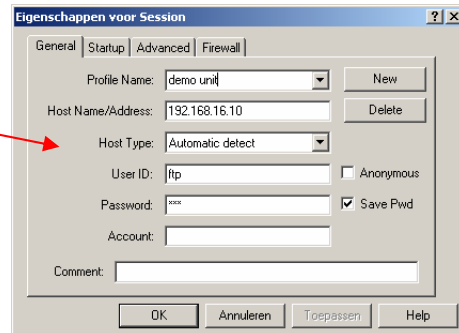 Eigenschappen voor Session
General Startup Advanced Firewall
Profile Name: demo unit New
Host Name/Address: 192.168.16.10 Delete
Host Type: Automatic detect
User ID: ftp Anonymous
Password: *** Save Pwd
Account:
Comment:
OK Annuleren Toepassen Help